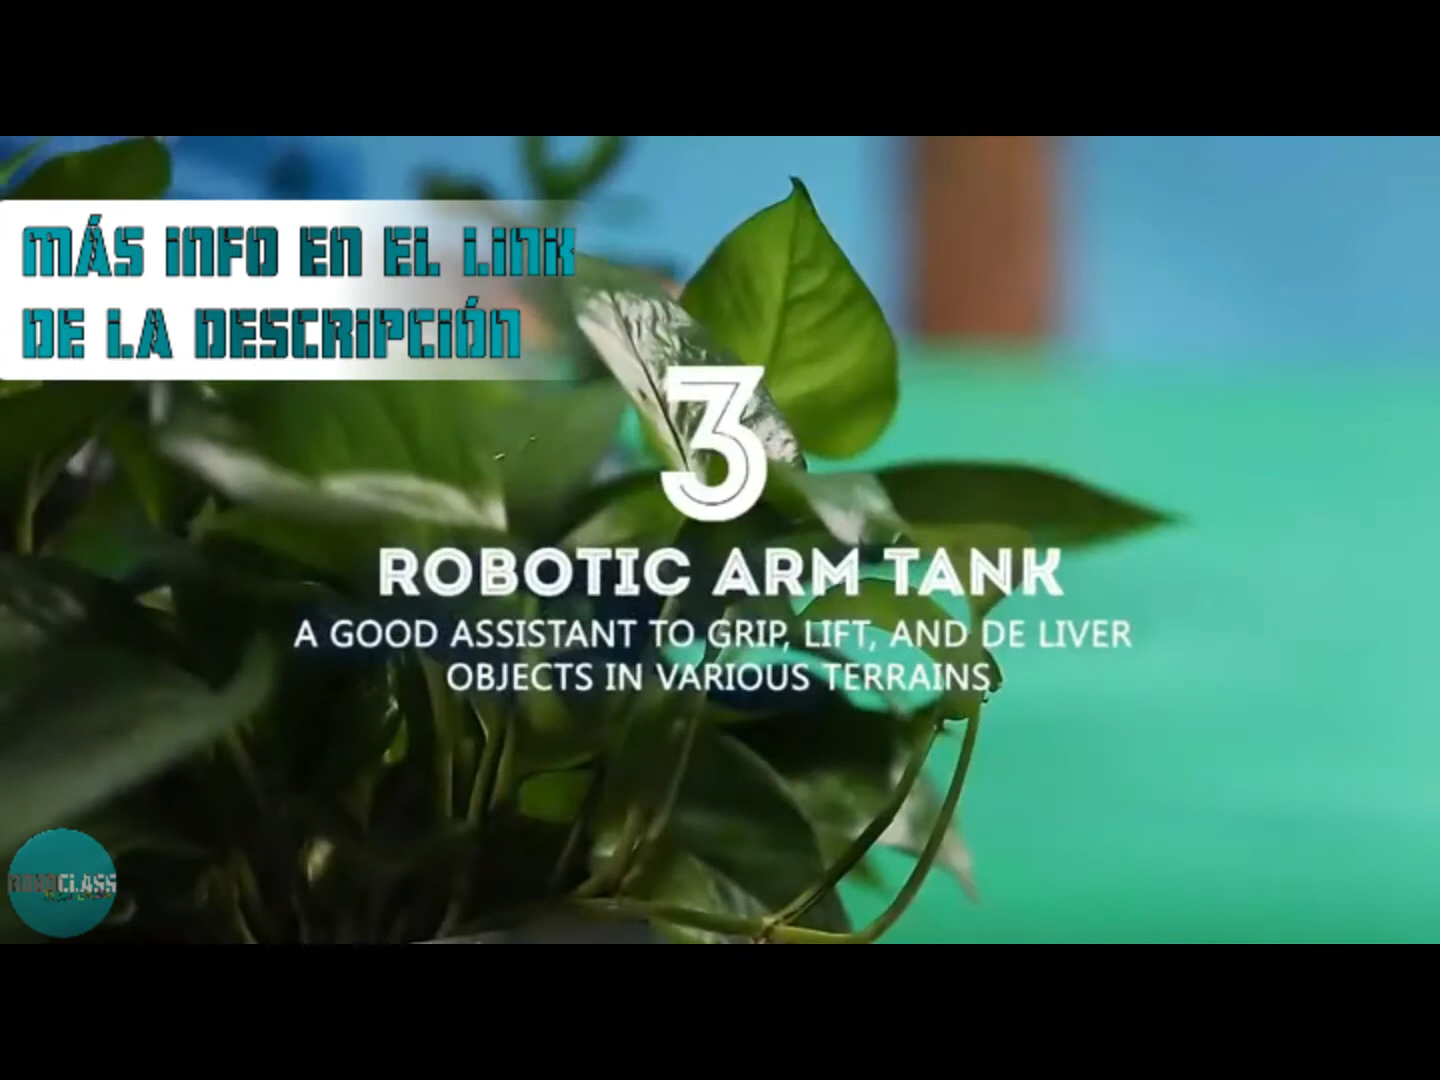 MÁS INFO EN EL LINK
DE LA DESCRIPCIÓN
3
ROBOTIC ARM TANK
A GOOD ASSISTANT TO GRIP, LIFT, AND DE LIVER
OBJECTS IN VARIOUS TERRAINS
CLASS